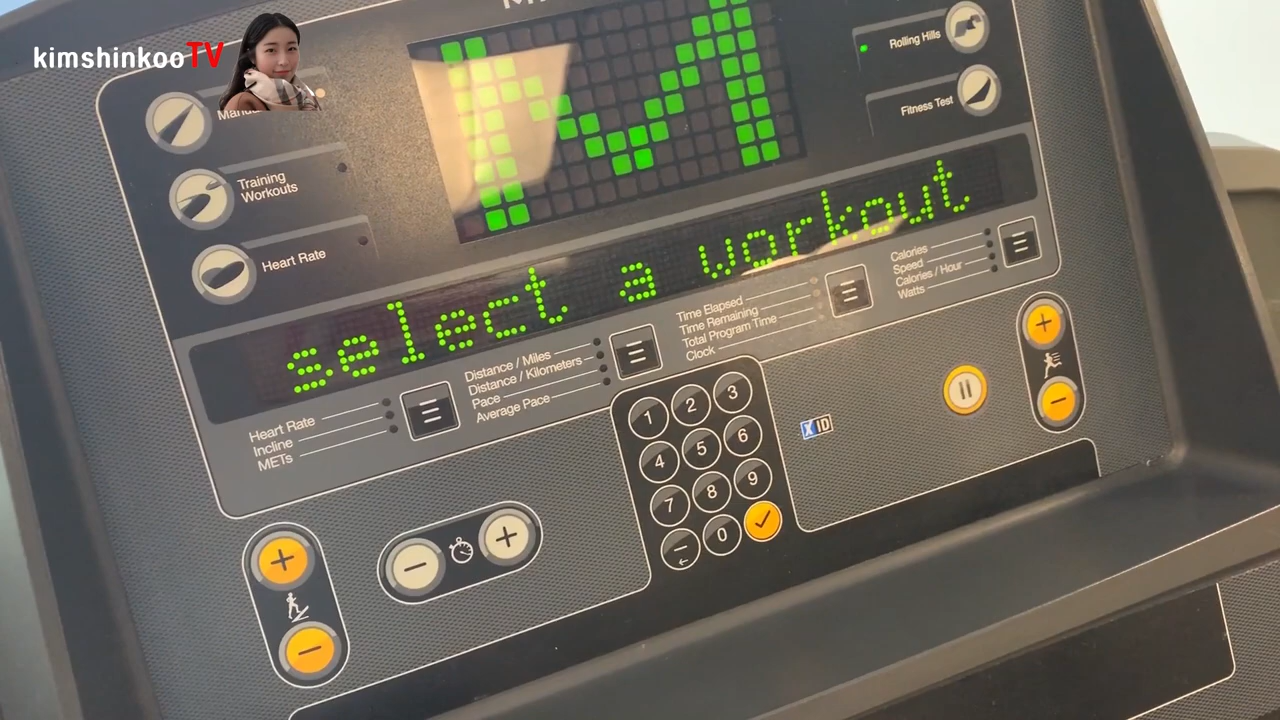 kimshinkooTV
Rolling Hills
Fitness Test
Training
Workouts
Heart Rate
select a workout
Calories
Speed
Calories / Hour
Watts
Time Elapsed
Time Remaining
Total Program Time
Clock
Distance / Miles
Distance / Kilometers
Pace
Average Pace
Heart Rate
Incline
METs
1 2 3
4 5 6
7 8 9
0
XID